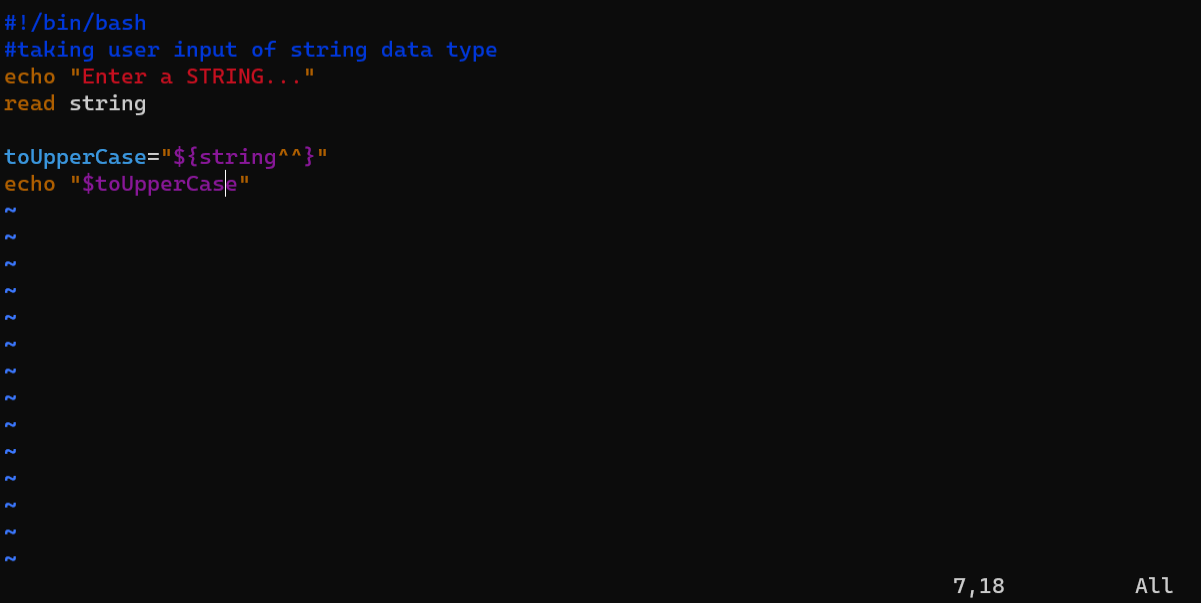 #!/bin/bash
#taking user input of string data type
echo "Enter a STRING..."
read string

toUpperCase="${string^^}"
echo "$toUpperCase"
~
~
~
~
~
~
~
~
~
~
~
~
~
~
7,18 All